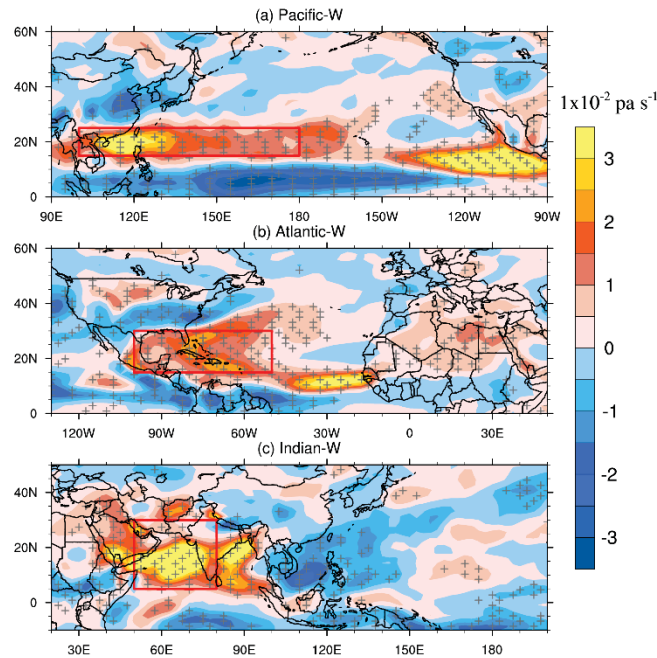 (a) Pacific-W
60N
40N
20N
0
90E 120E 150E 180 150W 120W 90W
(b) Atlantic-W
60N
40N
20N
0
120W 90W 60W 30W 0 30E
(c) Indian-W
40N
20N
0
30E 60E 90E 120E 150E 180
1x10⁻² pa s⁻¹
3
2
1
0
-1
-2
-3